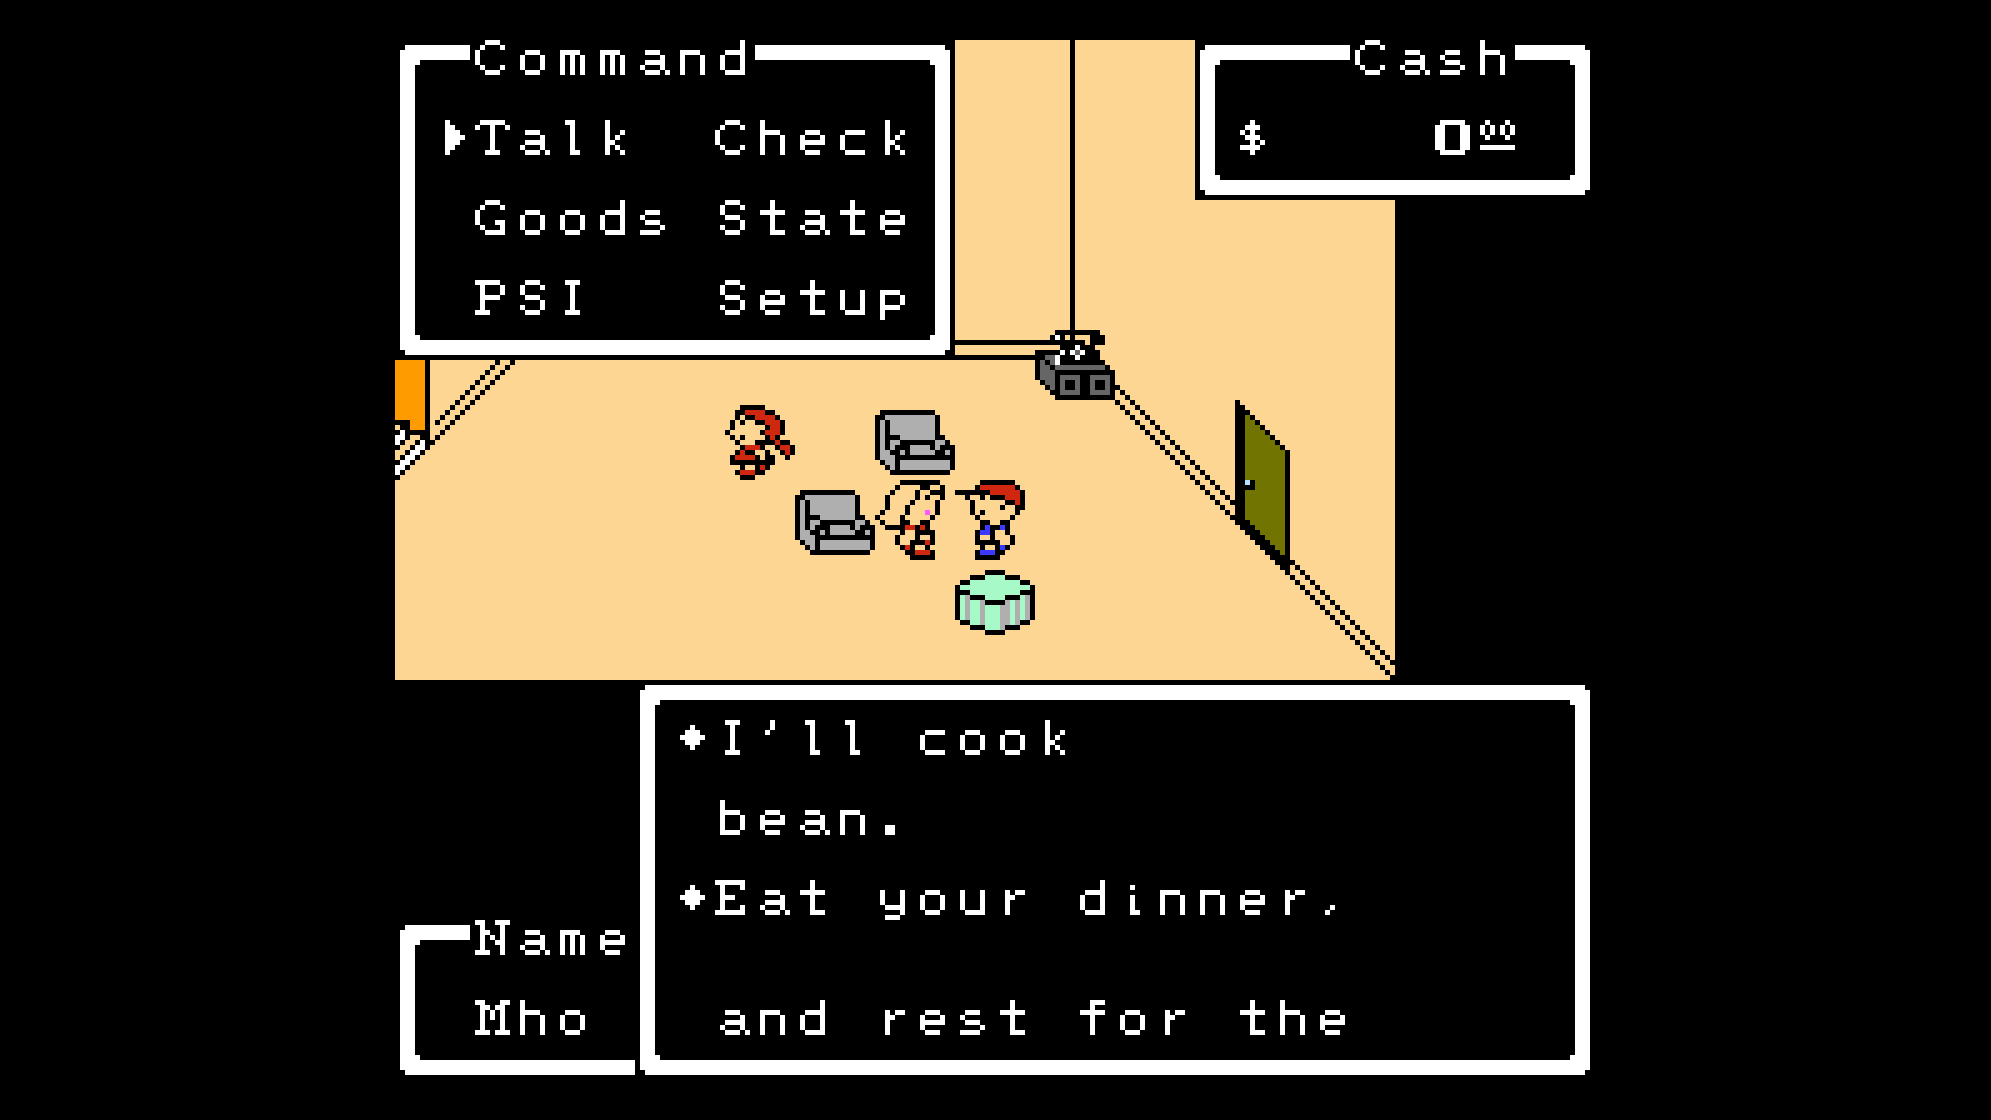 Command
Talk Check
Goods State
PSI Setup
Cash
$ 0.00
I'll cook
bean.
Eat your dinner,
and rest for the
Name
Mho